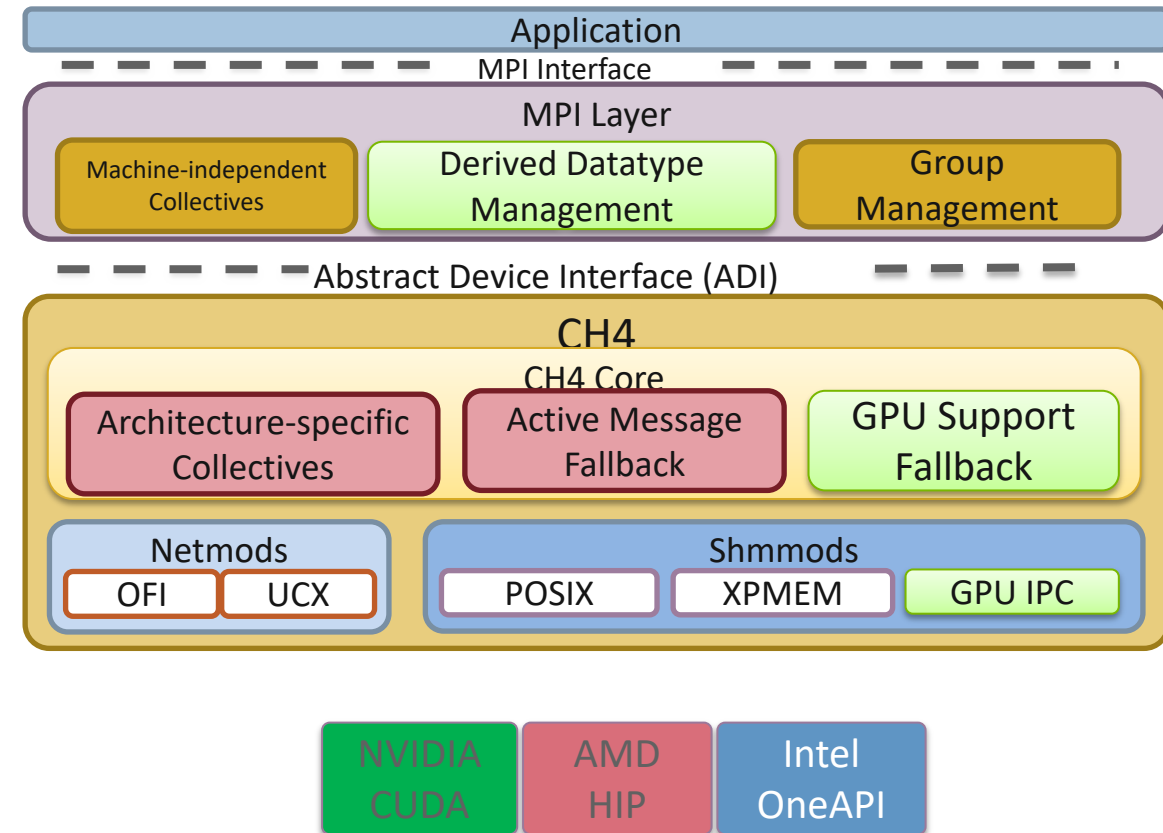 Application
MPI Interface
MPI Layer
Machine-independent
Collectives
Derived Datatype
Management
Group
Management
Abstract Device Interface (ADI)
CH4
CH4 Core
Architecture-specific
Collectives
Active Message
Fallback
GPU Support
Fallback
Netmods
OFI
UCX
Shmmods
POSIX
XPMEM
GPU IPC
NVIDIA
CUDA
AMD
HIP
Intel
OneAPI